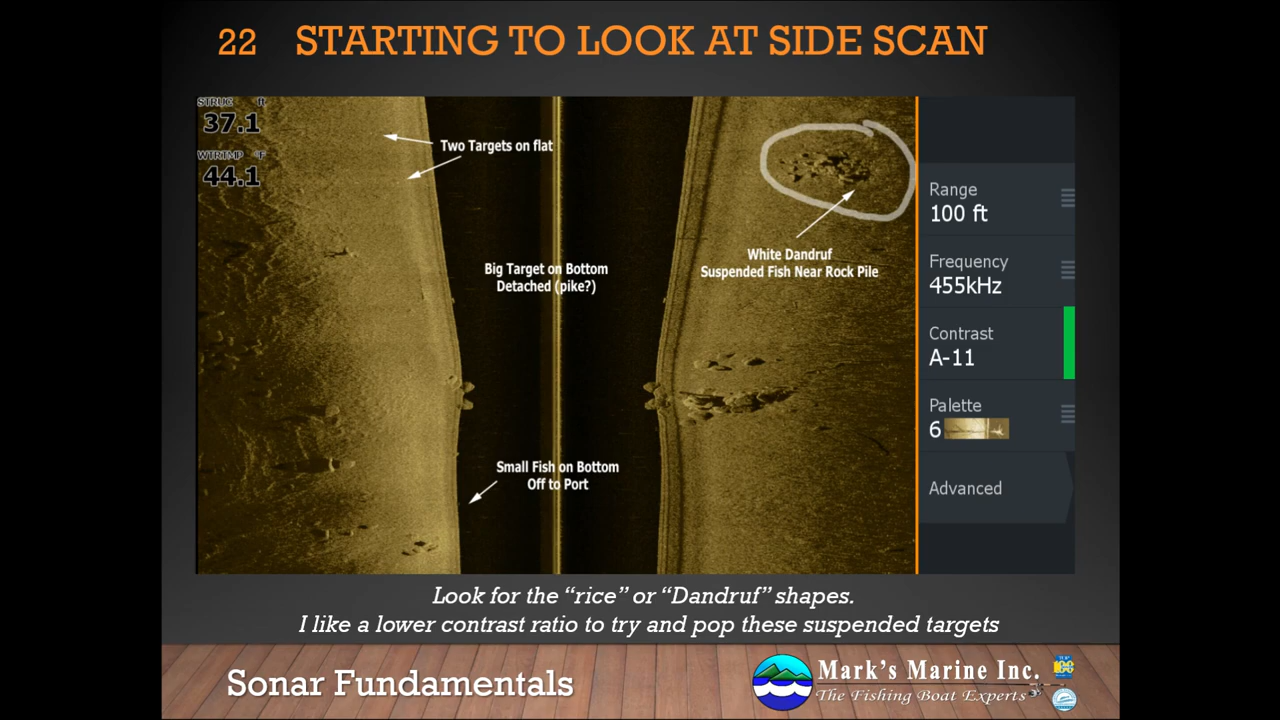 22 STARTING TO LOOK AT SIDE SCAN
STRUC ft
37.1
WTRTMP °F
44.1
Two Targets on flat
Big Target on Bottom
Detached (pike?)
Small Fish on Bottom
Off to Port
White Dandruf
Suspended Fish Near Rock Pile
Range
100 ft
Frequency
455kHz
Contrast
A-11
Palette
6
Advanced
Look for the “rice” or “Dandruf” shapes.
I like a lower contrast ratio to try and pop these suspended targets
Sonar Fundamentals
Mark's Marine Inc.
The Fishing Boat Experts